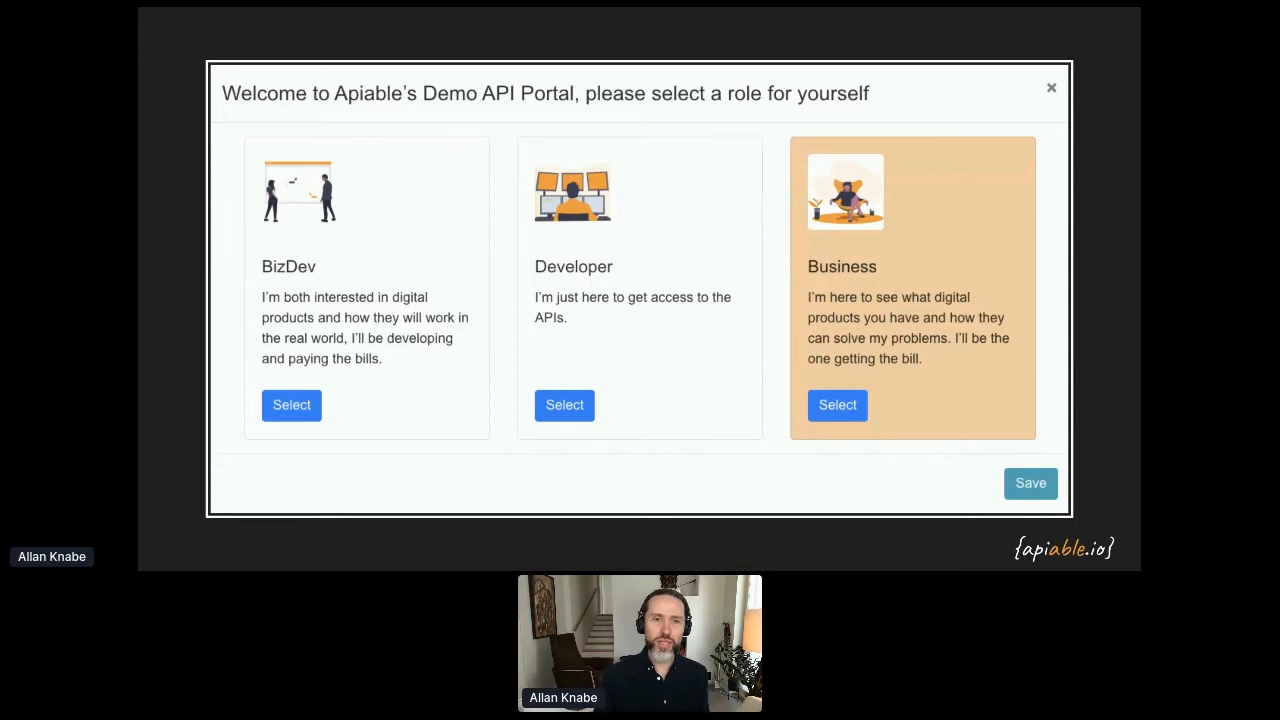 Welcome to Apiable’s Demo API Portal, please select a role for yourself
×
BizDev
I’m both interested in digital
products and how they will work in
the real world, I’ll be developing
and paying the bills.
Select
Developer
I’m just here to get access to the
APIs.
Select
Business
I’m here to see what digital
products you have and how they
can solve my problems. I’ll be the
one getting the bill.
Select
Save
{apiable.io}
Allan Knabe
Allan Knabe